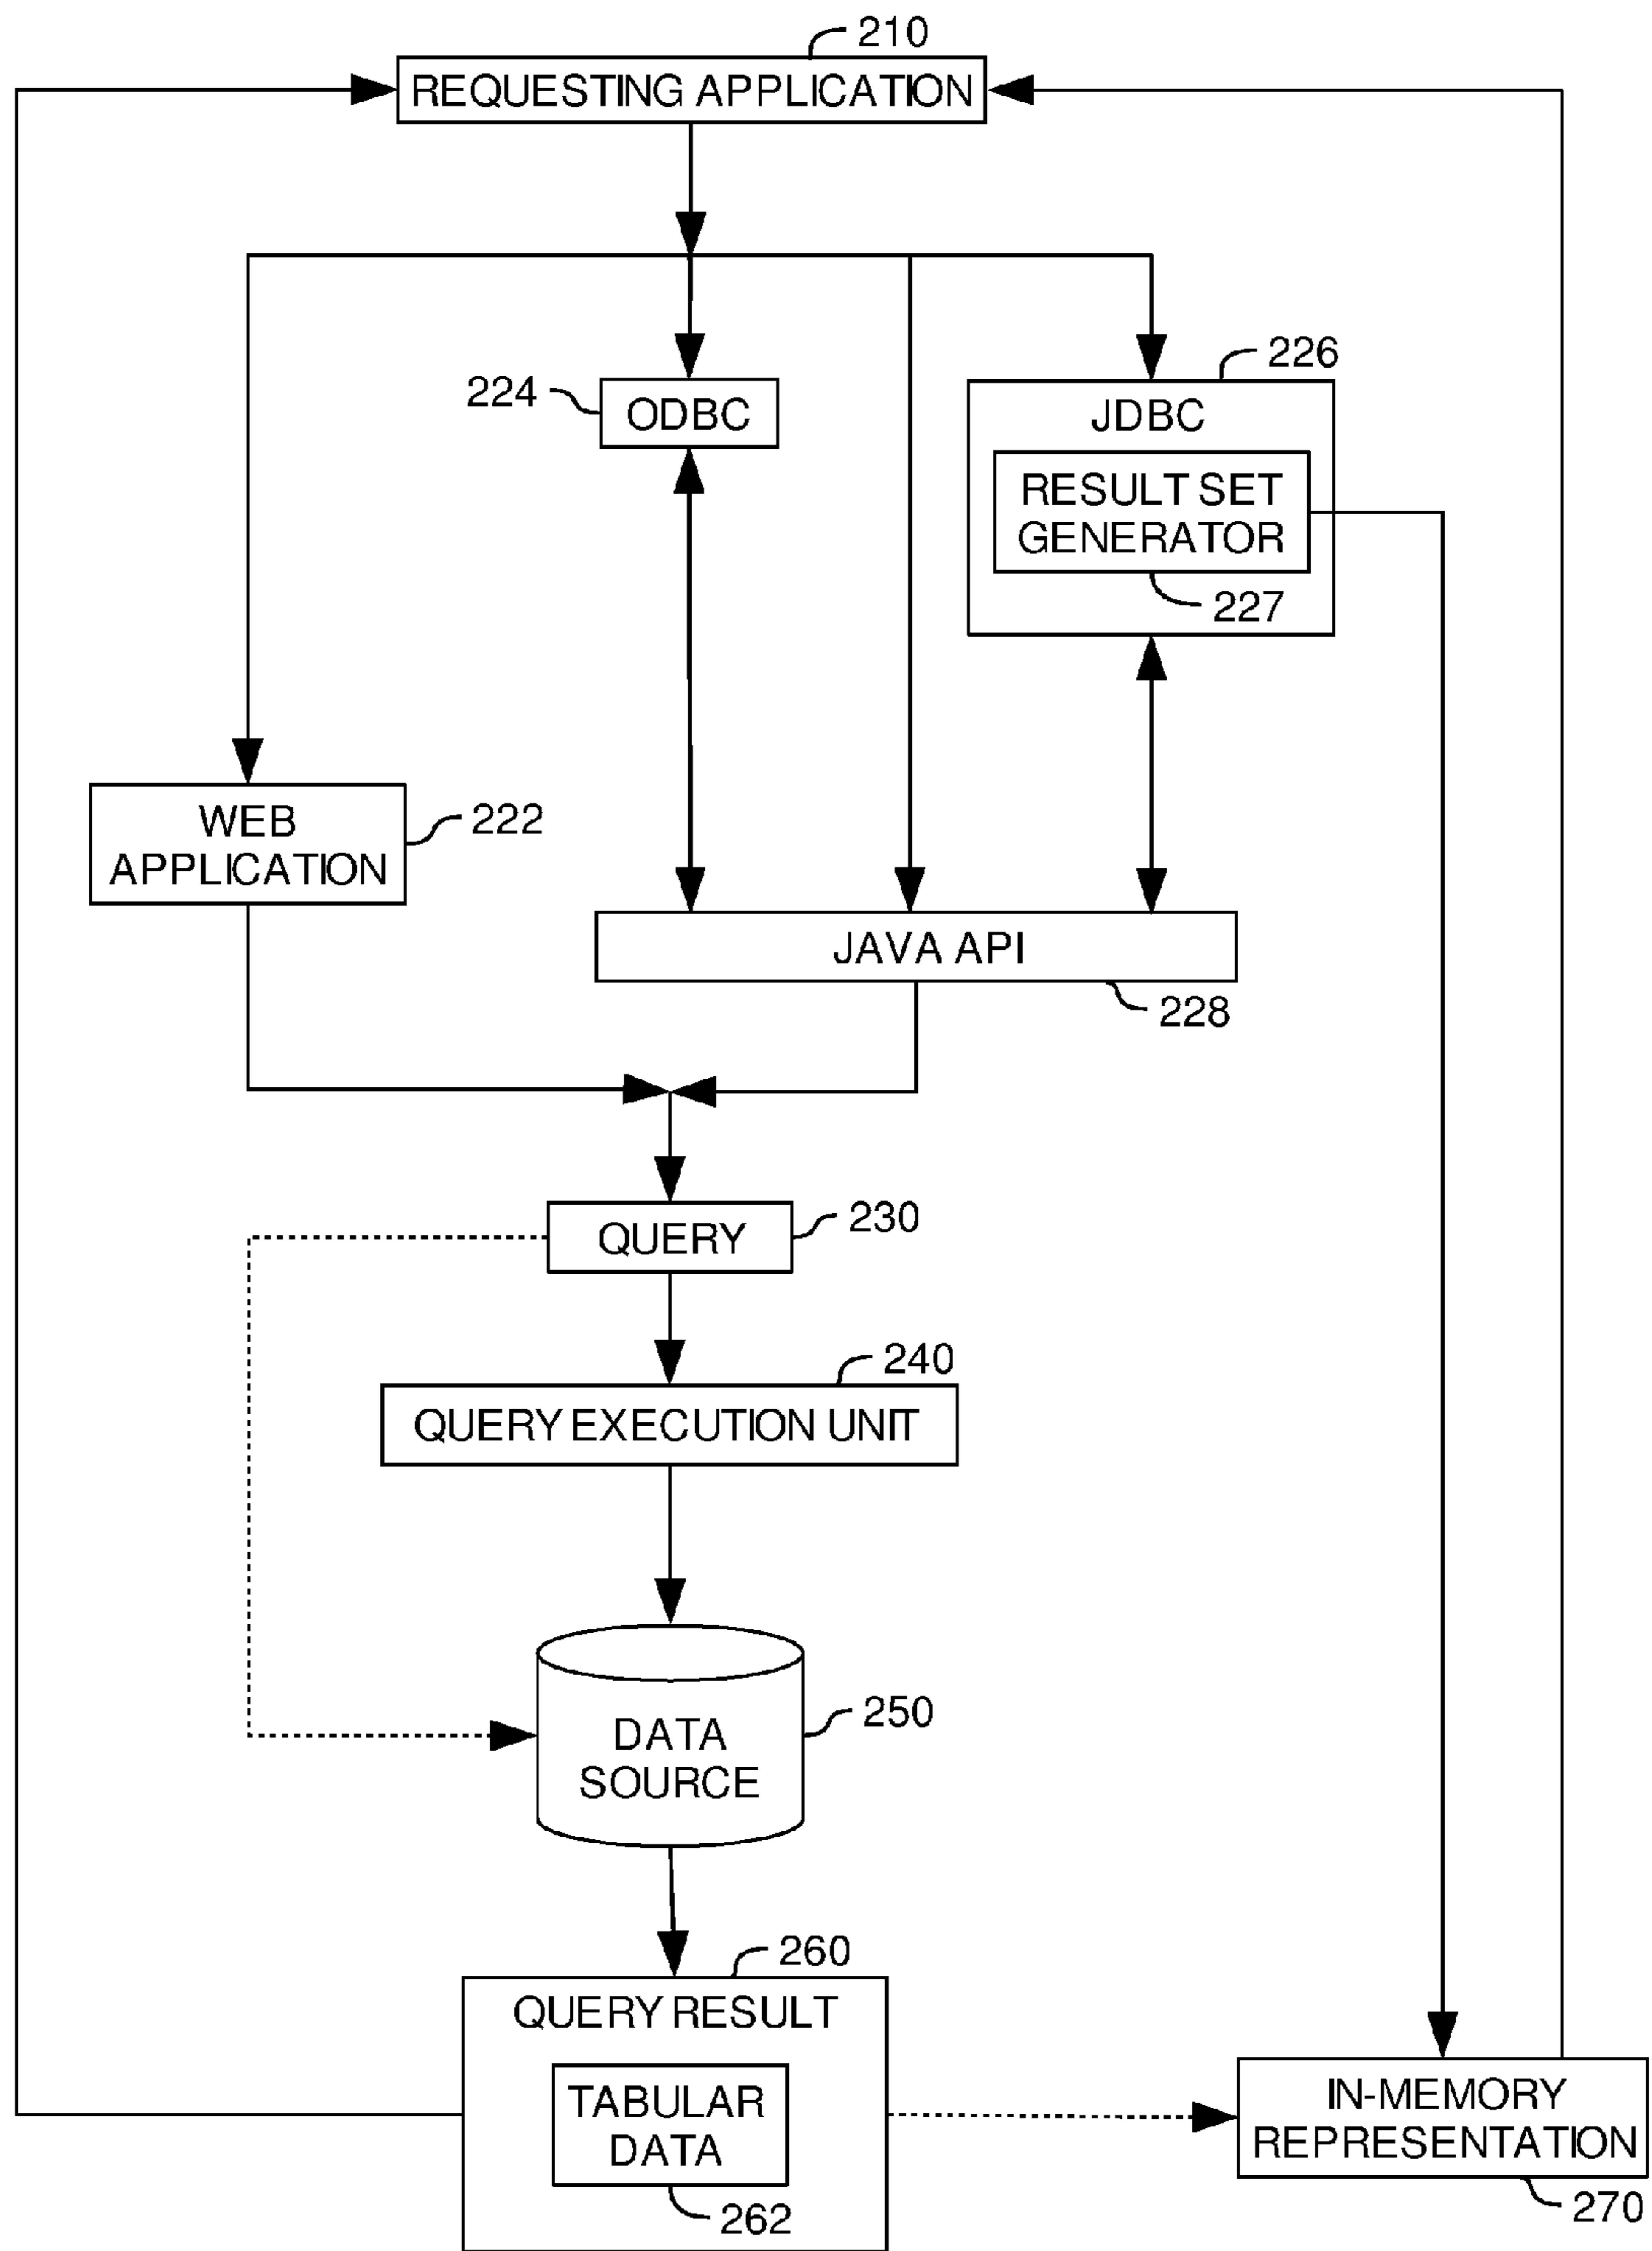 210
REQUESTING APPLICATION
226
224
ODBC
JDBC
RESULT SET
GENERATOR
227
WEB
APPLICATION
222
JAVA API
228
230
QUERY
240
QUERY EXECUTION UNIT
250
DATA
SOURCE
260
QUERY RESULT
TABULAR
DATA
262
IN-MEMORY
REPRESENTATION
270